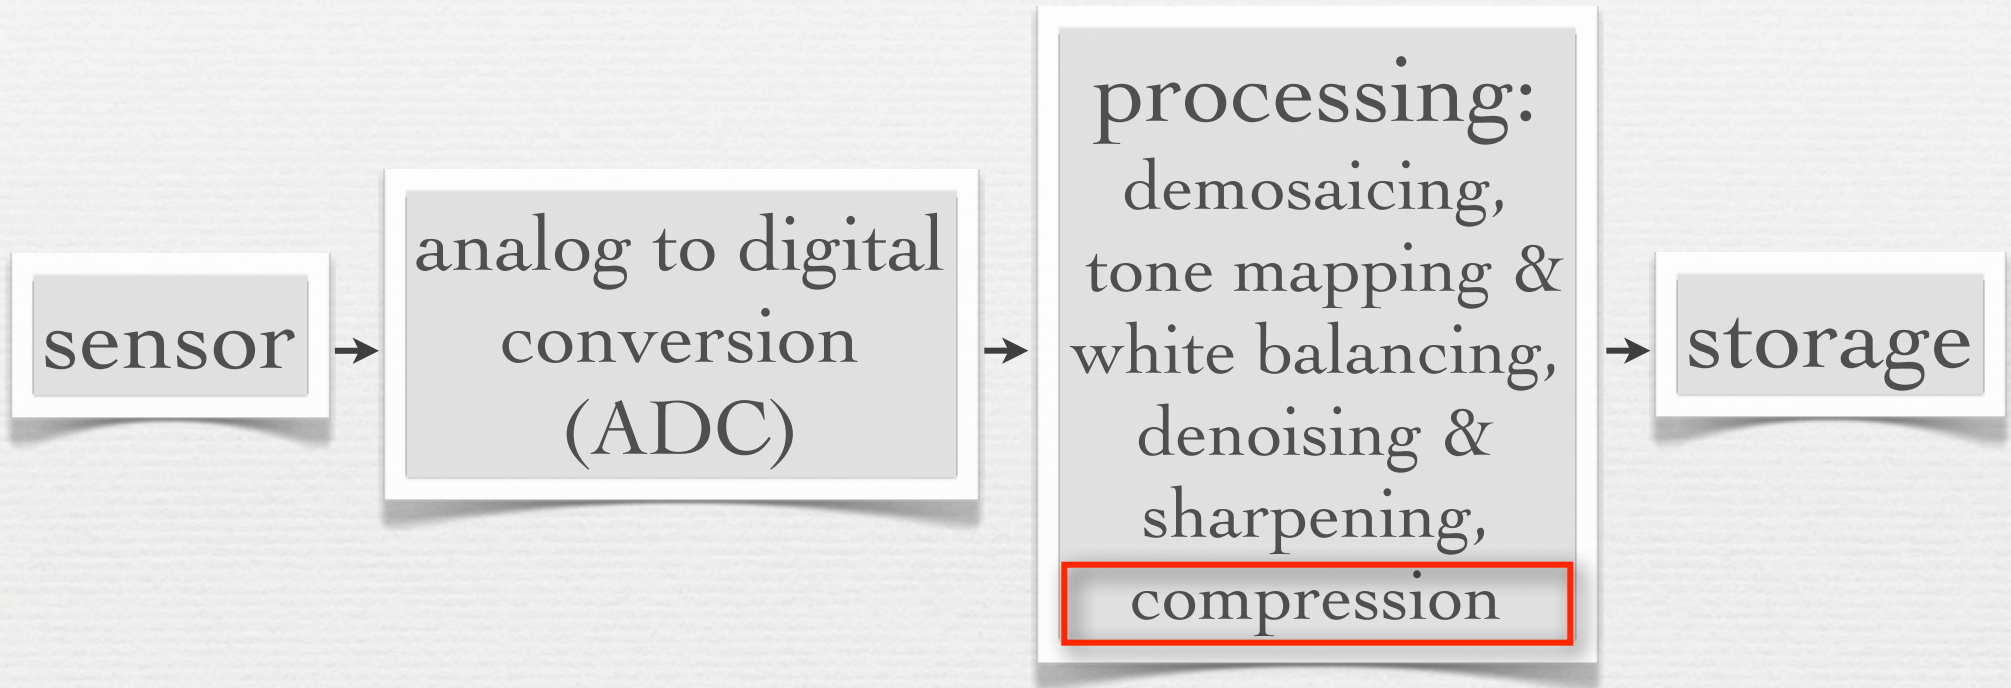 sensor
analog to digital
conversion
(ADC)
processing:
demosaicing,
tone mapping &
white balancing,
denoising &
sharpening,
compression
storage